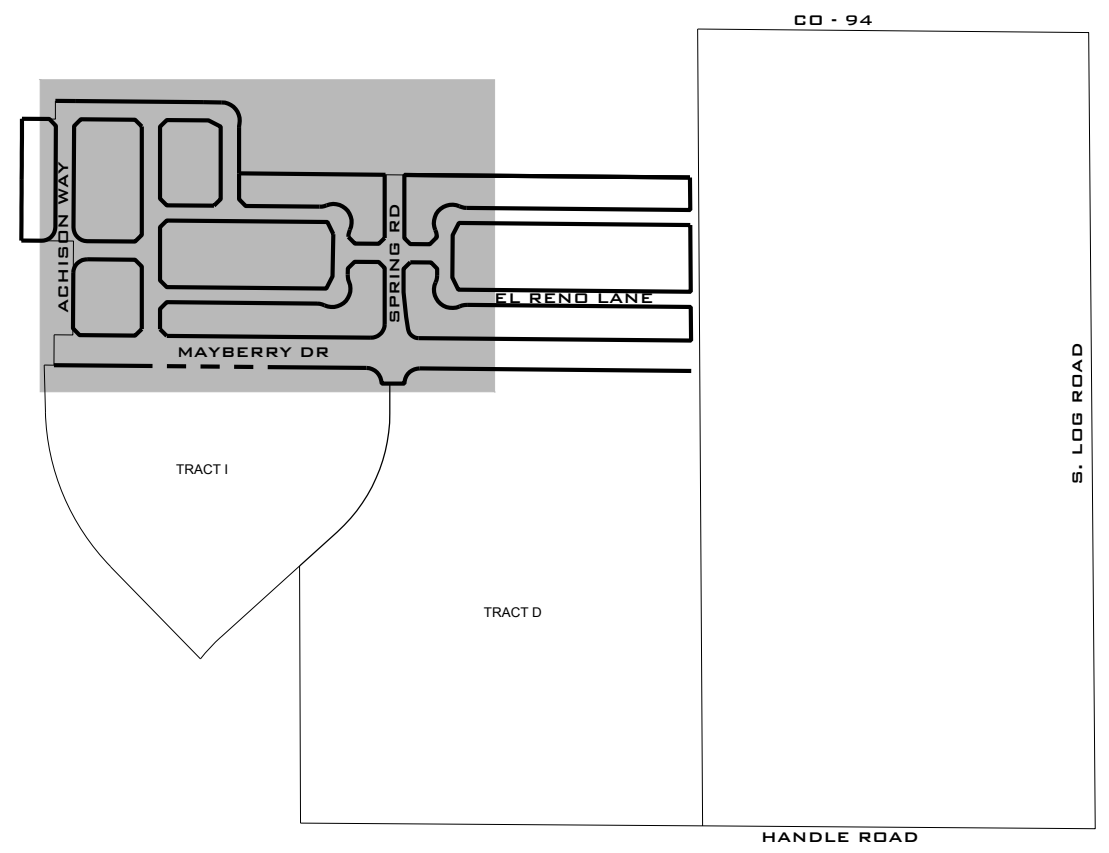 CO - 94
ACHISON WAY
SPRING RD
EL RENO LANE
MAYBERRY DR
S. LOG ROAD
TRACT I
TRACT D
HANDLE ROAD